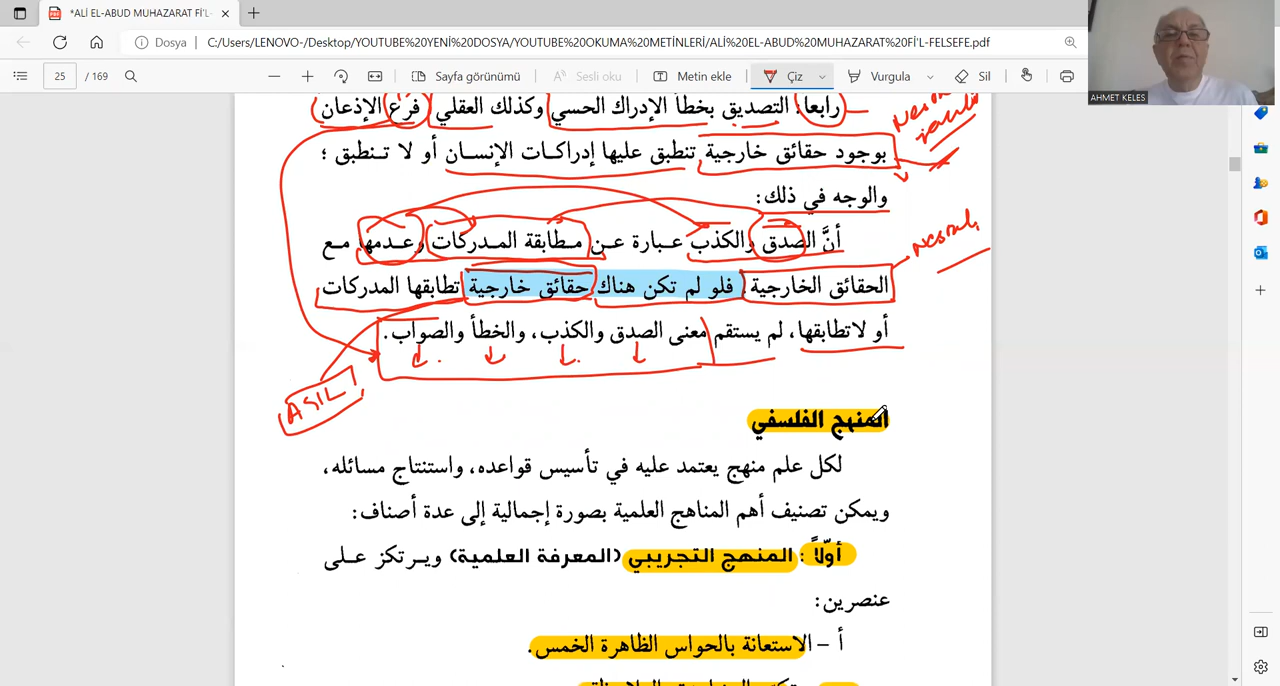 *ALİ EL-ABUD MUHAZARAT Fİ'L-
Dosya
C:/Users/LENOVO-/Desktop/YOUTUBE%20YENİ%20DOSYA/YOUTUBE%20OKUMA%20METİNLERİ/ALİ%20EL-ABUD%20MUHAZARAT%20Fİ'L-FELSEFE.pdf
25 / 169
Sayfa görünümü
Sesli oku
Metin ekle
Çiz
Vurgula
Sil
AHMET KELES
رابعا: التصديق بخطأ الإدراك الحسي وكذلك العقلي فرع الإذعان
بوجود حقائق خارجية تنطبق عليها إدراكات الإنسان أو لا تنطبق ؛
والوجه في ذلك:
أنَّ الصدق والكذب عبارة عن مطابقة المدركات وعدمها مع
الحقائق الخارجية. فلو لم تكن هناك حقائق خارجية تطابقها المدركات
أو لاتطابقها، لم يستقم معنى الصدق والكذب، والخطأ والصواب.
ASIL
المنهج الفلسفي
لكل علم منهج يعتمد عليه في تأسيس قواعده، واستنتاج مسائله،
ويمكن تصنيف أهم المناهج العلمية بصورة إجمالية إلى عدة أصناف:
أوّلاً : المنهج التجريبي (المعرفة العلمية) ويرتكز على
عنصرين:
أ – الاستعانة بالحواس الظاهرة الخمس.